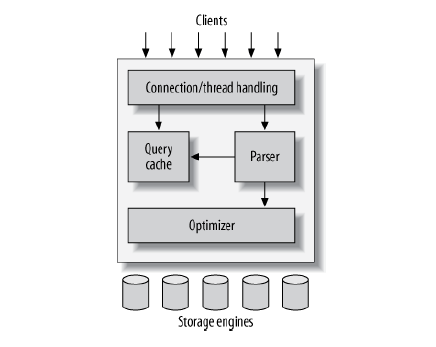 Clients
Connection/thread handling
Query
cache
Parser
Optimizer
Storage engines